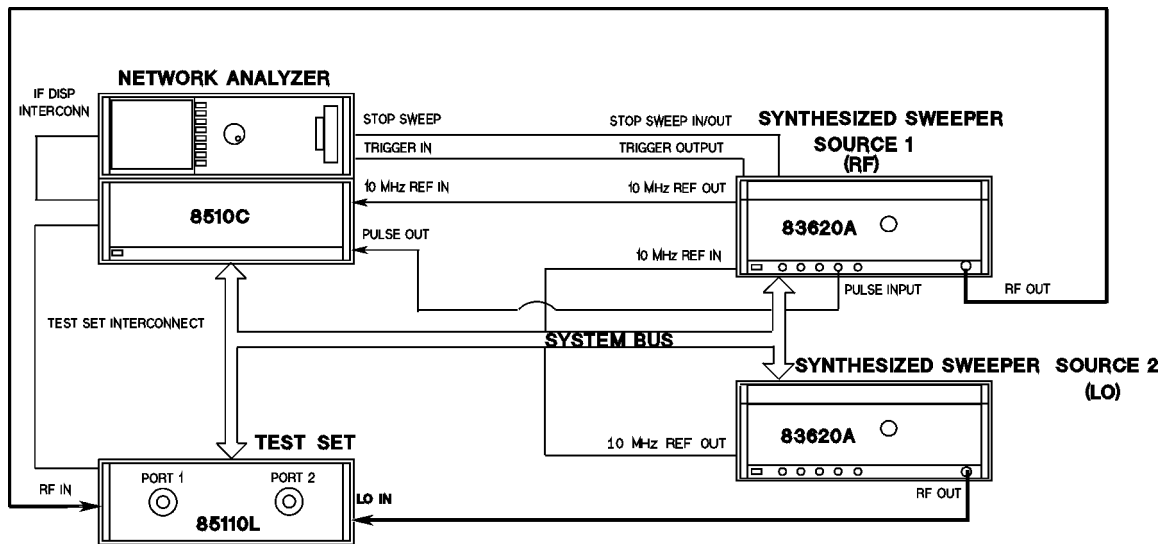 NETWORK ANALYZER
IF DISP
INTERCONN
STOP SWEEP
STOP SWEEP IN/OUT
SYNTHESIZED SWEEPER
SOURCE 1
(RF)
TRIGGER IN
TRIGGER OUTPUT
10 MHz REF IN
10 MHz REF OUT
8510C
83620A
PULSE OUT
10 MHz REF IN
PULSE INPUT
RF OUT
TEST SET INTERCONNECT
SYSTEM BUS
SYNTHESIZED SWEEPER SOURCE 2
(LO)
TEST SET
10 MHz REF OUT
83620A
PORT 1
PORT 2
RF IN
LO IN
RF OUT
85110L